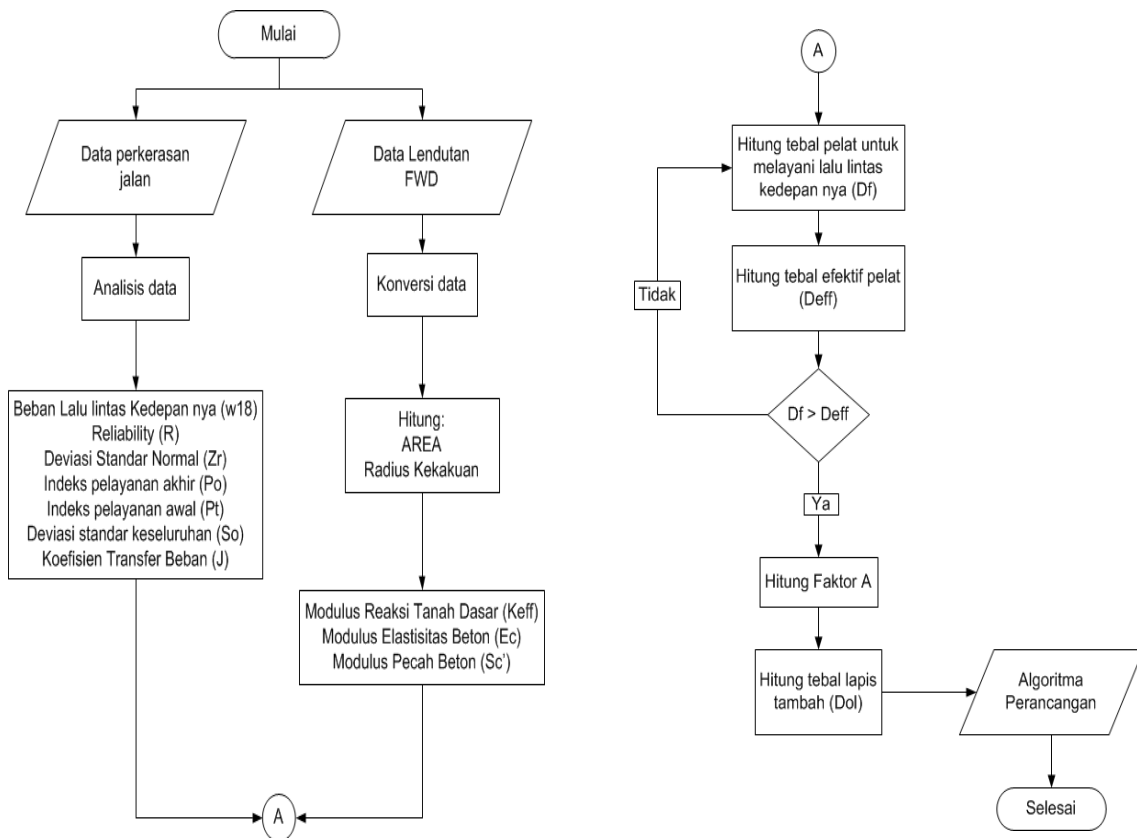 Mulai
Data perkerasan
jalan
Data Lendutan
FWD
Analisis data
Konversi data
Beban Lalu lintas Kedepan nya (w18)
Reliability (R)
Deviasi Standar Normal (Zr)
Indeks pelayanan akhir (Po)
Indeks pelayanan awal (Pt)
Deviasi standar keseluruhan (So)
Koefisien Transfer Beban (J)
Hitung:
AREA
Radius Kekakuan
Modulus Reaksi Tanah Dasar (Keff)
Modulus Elastisitas Beton (Ec)
Modulus Pecah Beton (Sc')
A
A
Hitung tebal pelat untuk
melayani lalu lintas
kedepan nya (Df)
Hitung tebal efektif pelat
(Deff)
Tidak
Df > Deff
Ya
Hitung Faktor A
Hitung tebal lapis
tambah (Dol)
Algoritma
Perancangan
Selesai